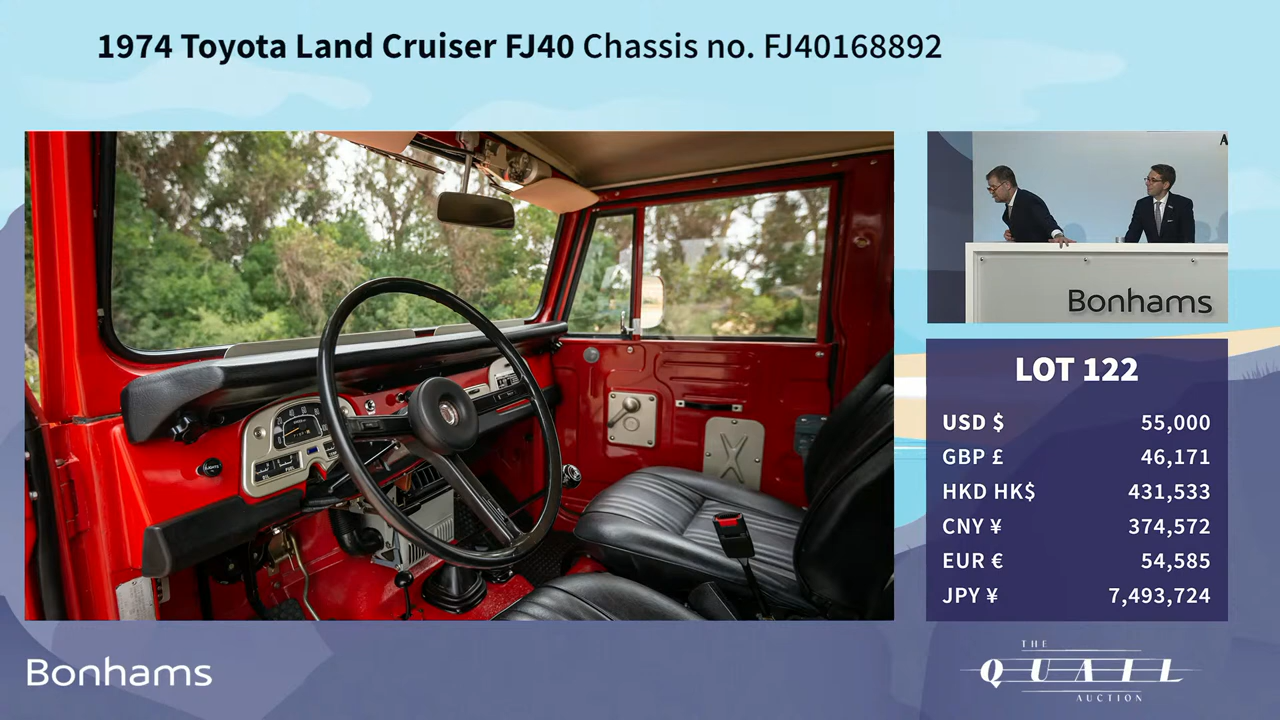 1974 Toyota Land Cruiser FJ40 Chassis no. FJ40168892
A
Bonhams
LOT 122
USD $ 55,000
GBP £ 46,171
HKD HK$ 431,533
CNY ¥ 374,572
EUR € 54,585
JPY ¥ 7,493,724
Bonhams
THE
QUAIL
AUCTION